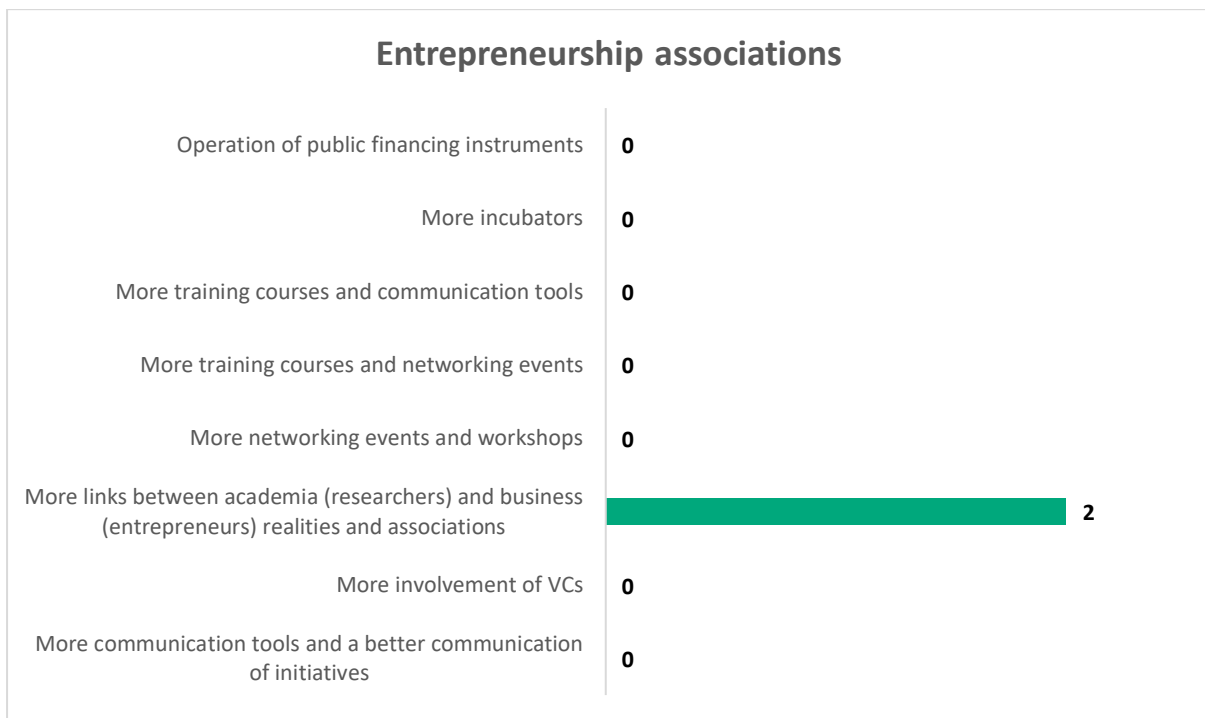 Entrepreneurship associations
Operation of public financing instruments 0
More incubators 0
More training courses and communication tools 0
More training courses and networking events 0
More networking events and workshops 0
More links between academia (researchers) and business
(entrepreneurs) realities and associations 2
More involvement of VCs 0
More communication tools and a better communication
of initiatives 0